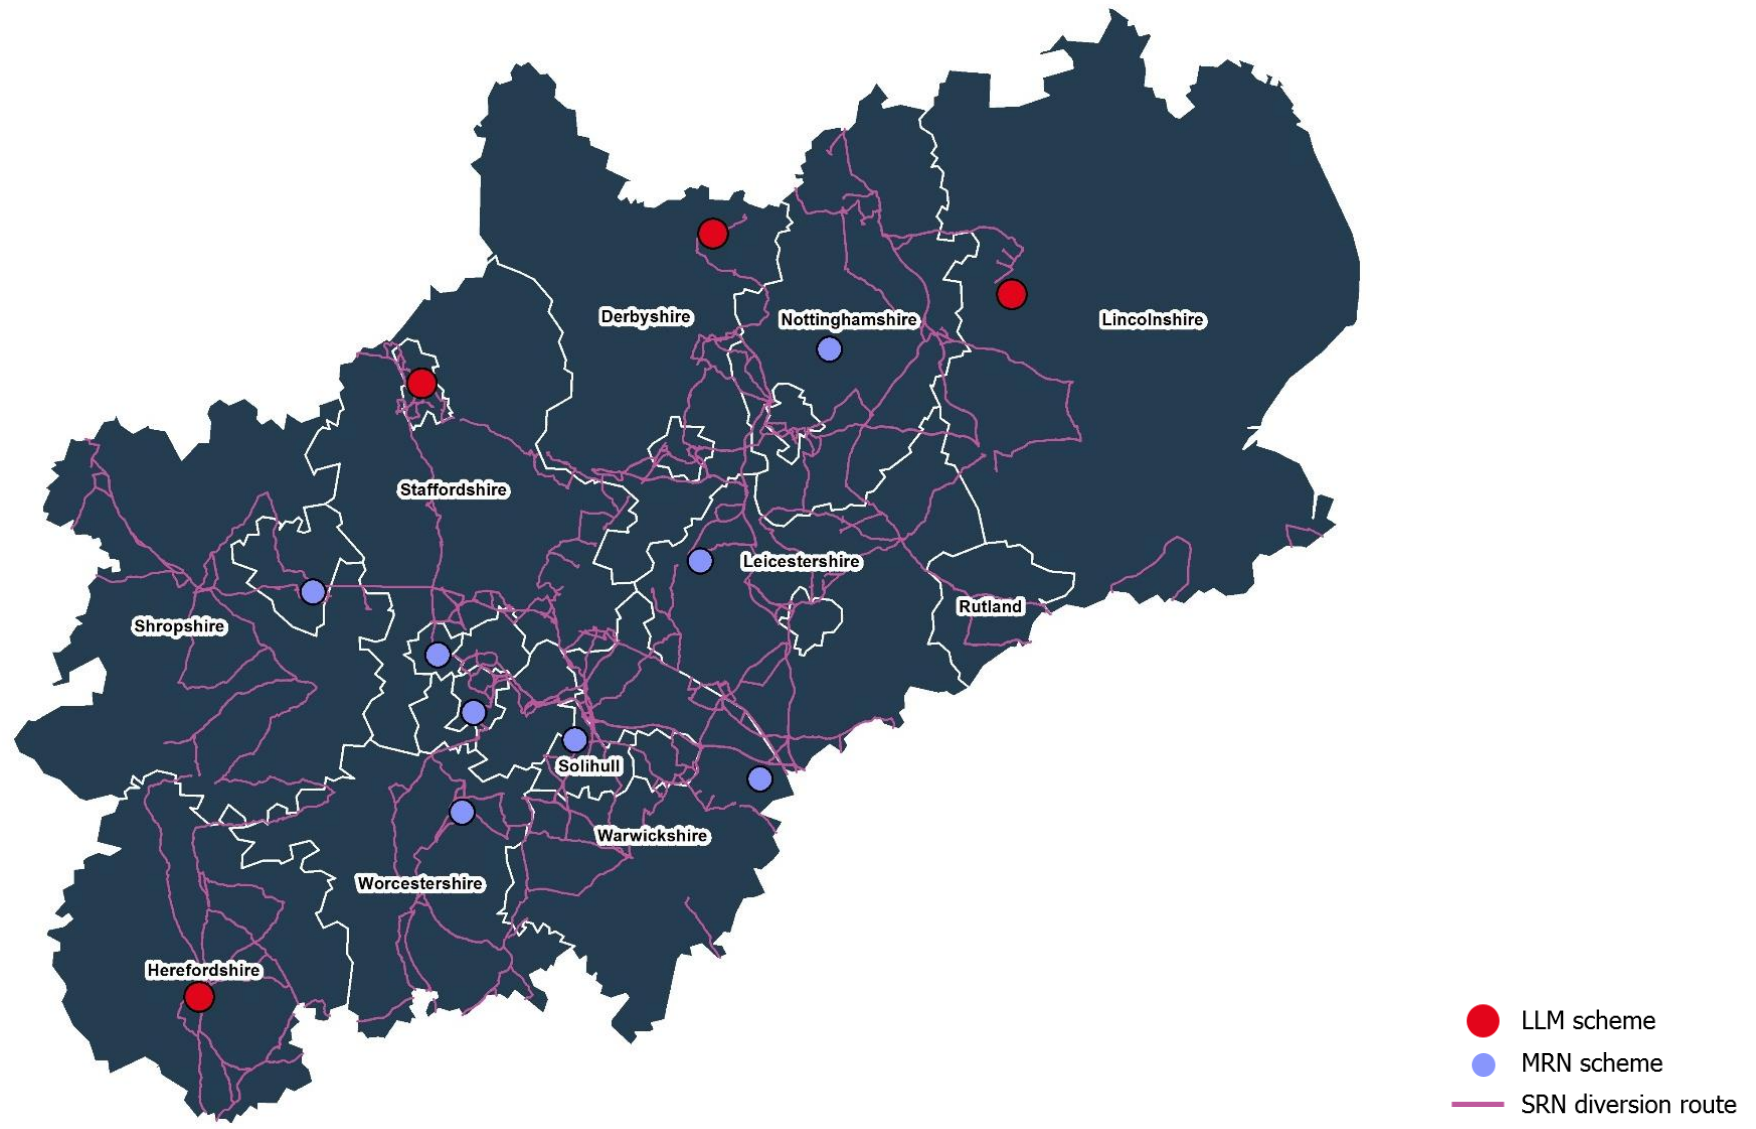 Derbyshire
Nottinghamshire
Lincolnshire
Staffordshire
Leicestershire
Rutland
Shropshire
Solihull
Warwickshire
Worcestershire
Herefordshire
LLM scheme
MRN scheme
SRN diversion route